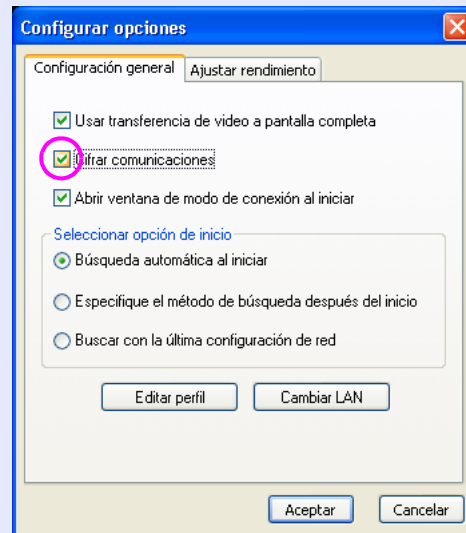 Configurar opciones
Configuración general
Ajustar rendimiento
Usar transferencia de video a pantalla completa
Cifrar comunicaciones
Abrir ventana de modo de conexión al iniciar
Seleccionar opción de inicio
Búsqueda automática al iniciar
Especifique el método de búsqueda después del inicio
Buscar con la última configuración de red
Editar perfil
Cambiar LAN
Aceptar
Cancelar